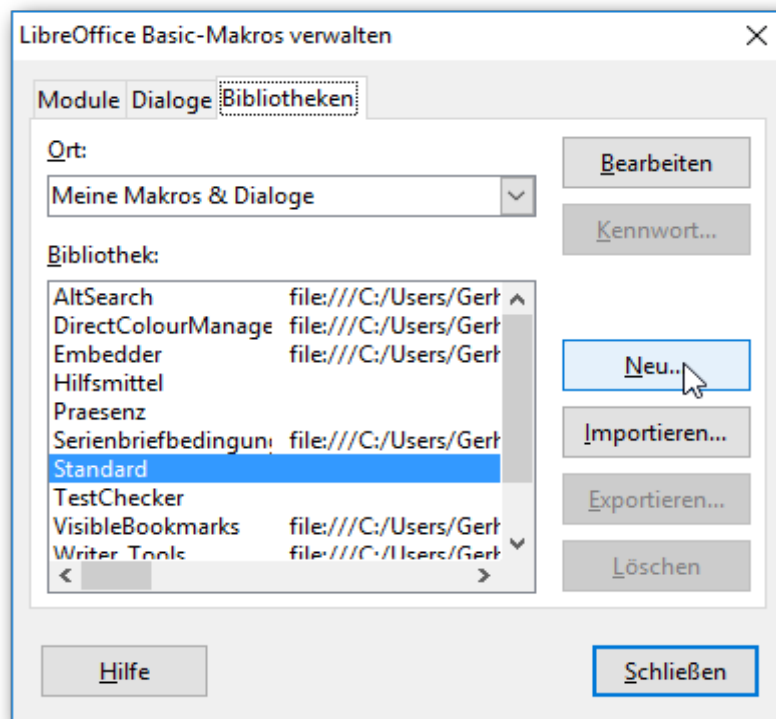 LibreOffice Basic-Makros verwalten
Module Dialoge Bibliotheken
Ort:
Bearbeiten
Meine Makros & Dialoge
Kennwort...
Bibliothek:
AltSearch file:///C:/Users/Gerh
DirectColourManage file:///C:/Users/Gerh
Embedder file:///C:/Users/Gerh
Hilfsmittel
Neu...
Praesenz
Serienbriefbedingun file:///C:/Users/Gerh
Importieren...
Standard
TestChecker
Exportieren...
VisibleBookmarks file:///C:/Users/Gerh
Writer_Tools file:///C:/Users/Gerh
Löschen
Hilfe
Schließen